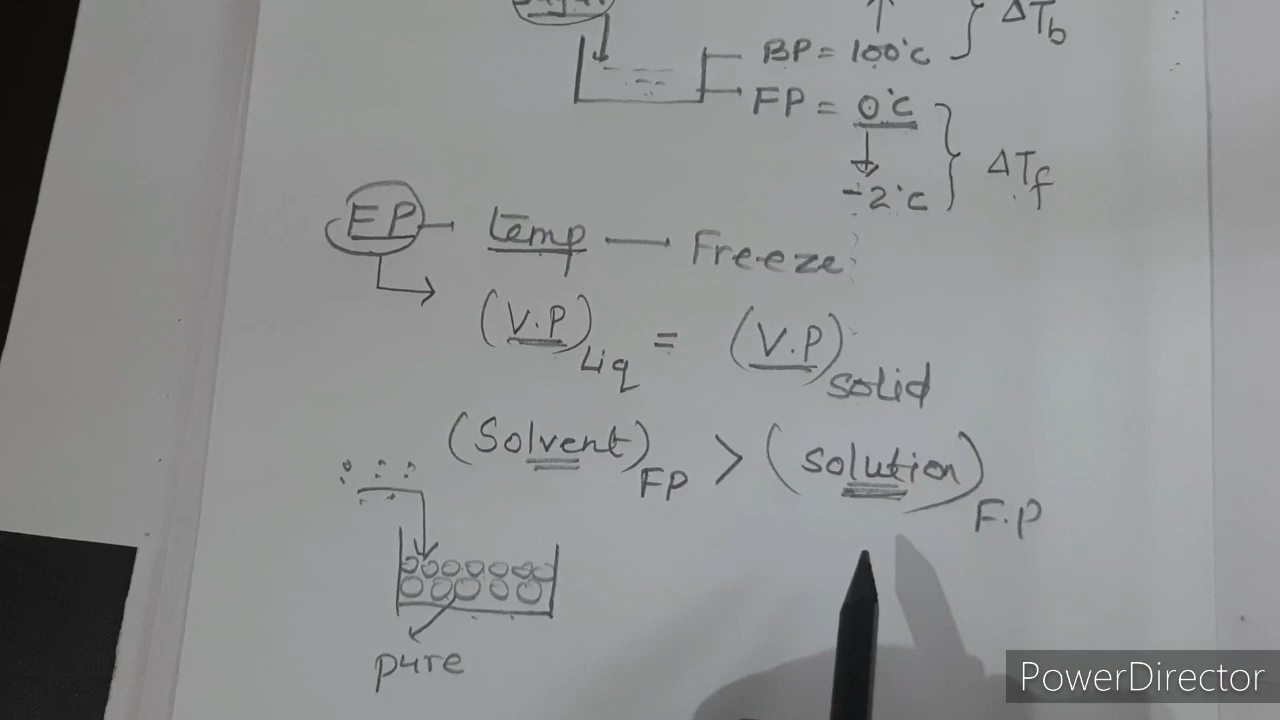 ΔTb
BP = 100°C
FP = 0°C
-2°C
ΔTf
FP — temp — Freeze
(V.P)Liq = (V.P)solid
(Solvent)FP > (solution)F.P
pure
PowerDirector